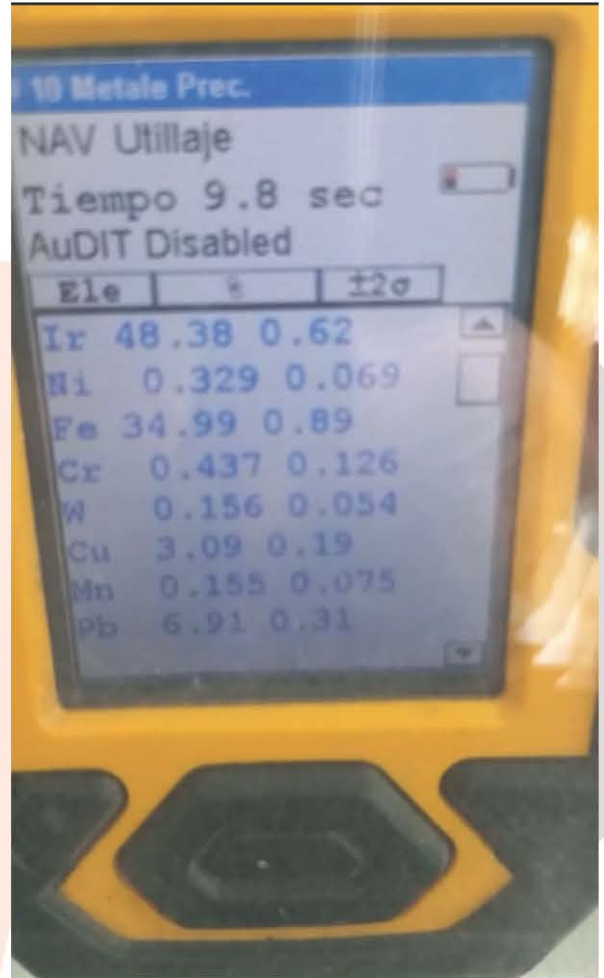 10 Metale Prec.
NAV Utillaje
Tiempo 9.8 sec
AuDIT Disabled
Ele % ±2σ
Ir 48.38 0.62
Ni 0.329 0.069
Fe 34.99 0.89
Cr 0.437 0.126
W 0.156 0.054
Cu 3.09 0.19
Mn 0.155 0.075
Pb 6.91 0.31